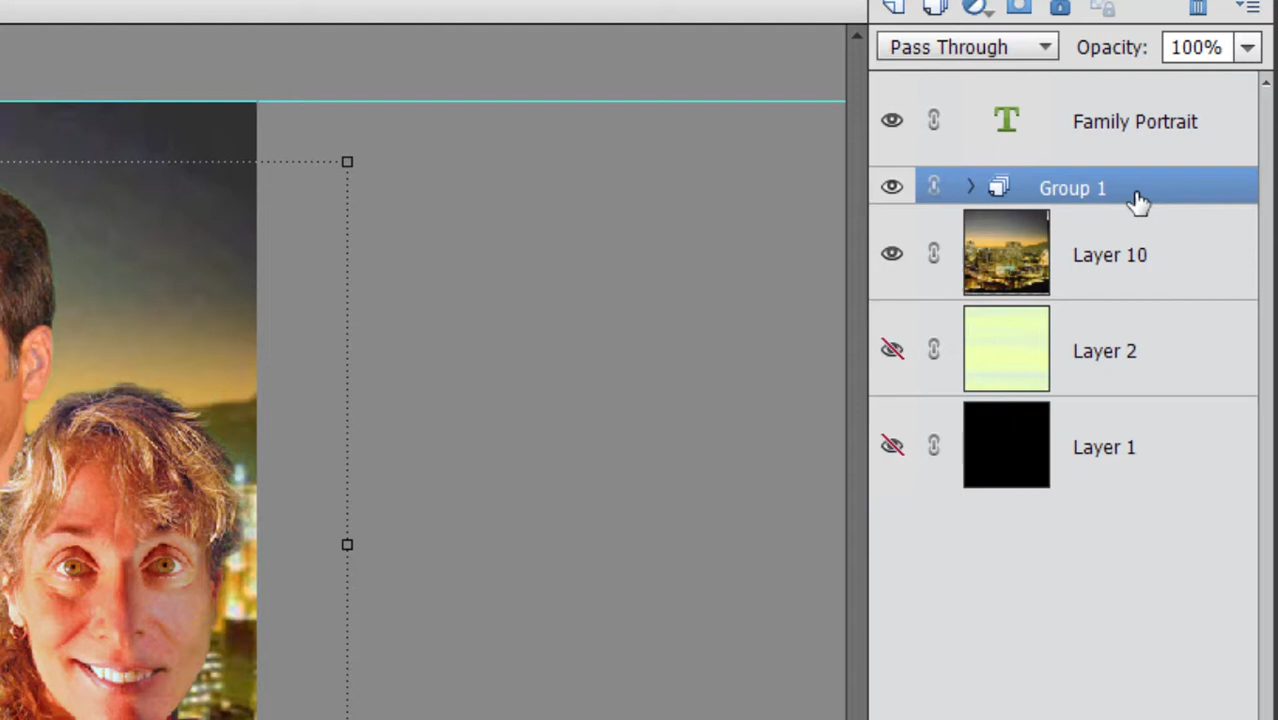 Pass Through Opacity: 100%
T Family Portrait
Group 1
Layer 10
Layer 2
Layer 1